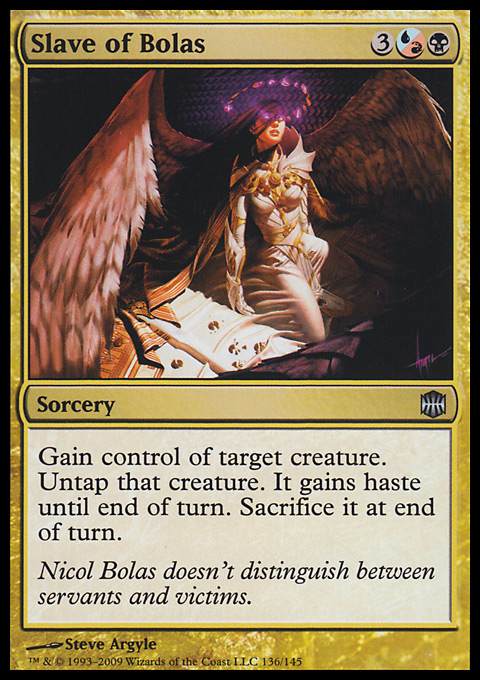 Slave of Bolas 3
Sorcery
Gain control of target creature.
Untap that creature. It gains haste
until end of turn. Sacrifice it at end
of turn.
Nicol Bolas doesn't distinguish between
servants and victims.
Steve Argyle
™ & © 1993–2009 Wizards of the Coast LLC 136/145